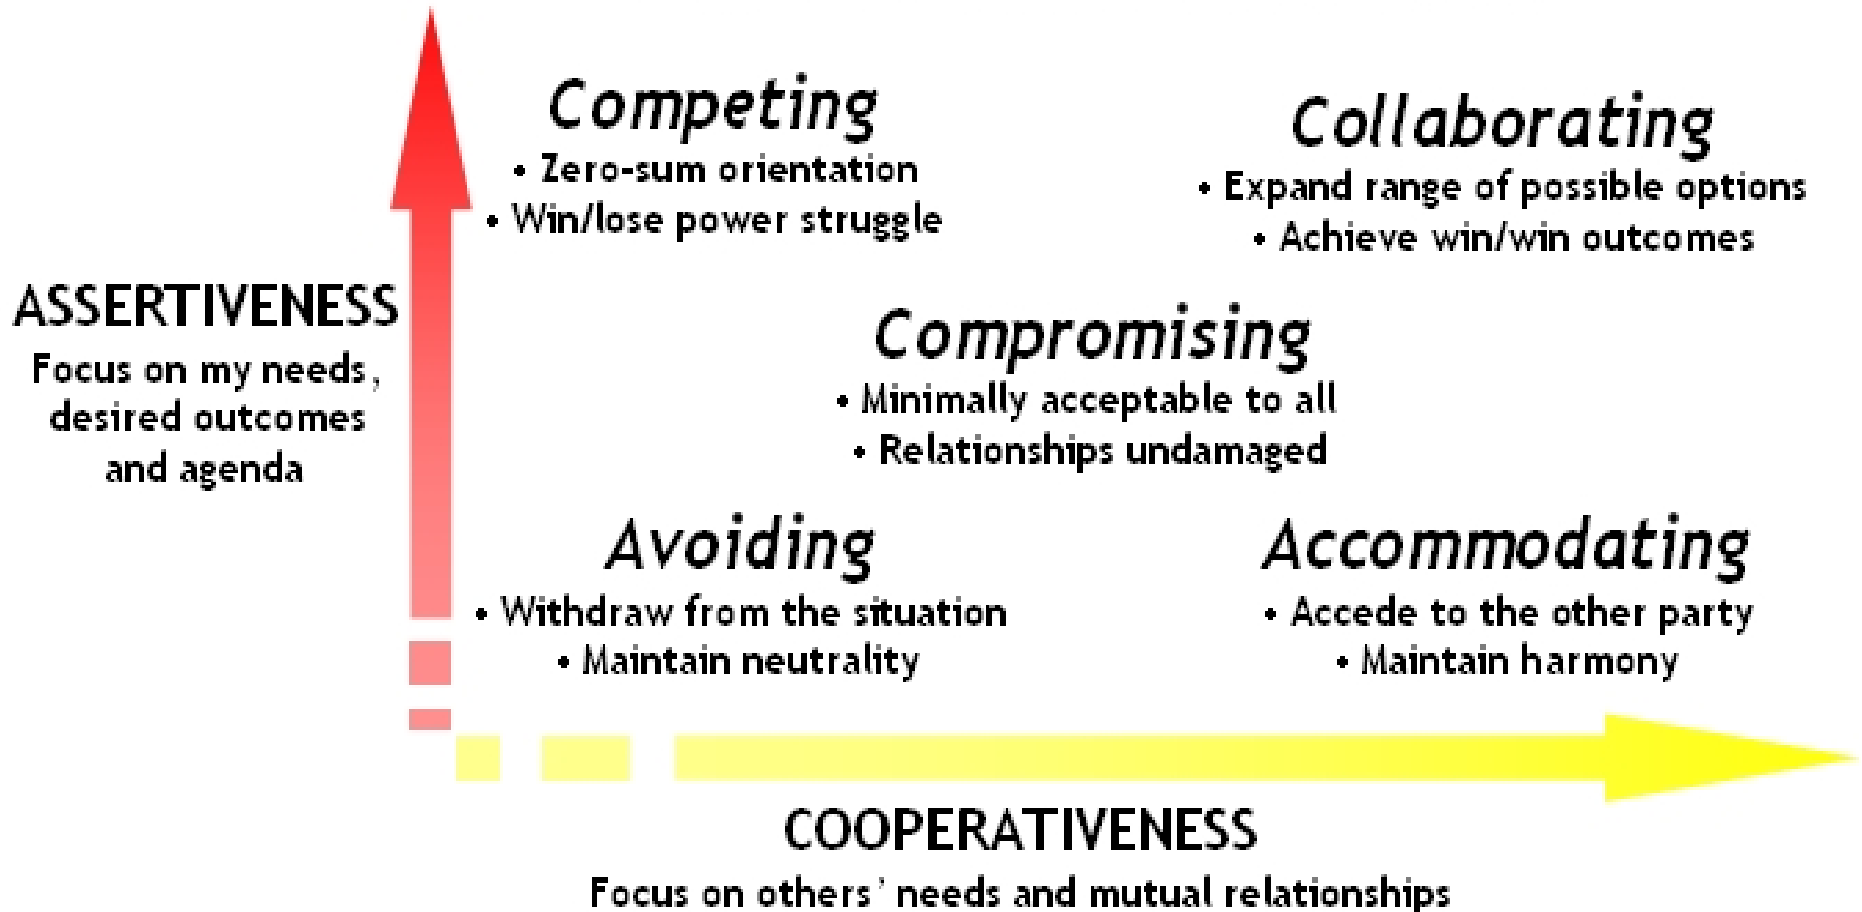 Competing
• Zero-sum orientation
• Win/lose power struggle
Collaborating
• Expand range of possible options
• Achieve win/win outcomes
ASSERTIVENESS
Focus on my needs,
desired outcomes
and agenda
Compromising
• Minimally acceptable to all
• Relationships undamaged
Avoiding
• Withdraw from the situation
• Maintain neutrality
Accommodating
• Accede to the other party
• Maintain harmony
COOPERATIVENESS
Focus on others' needs and mutual relationships